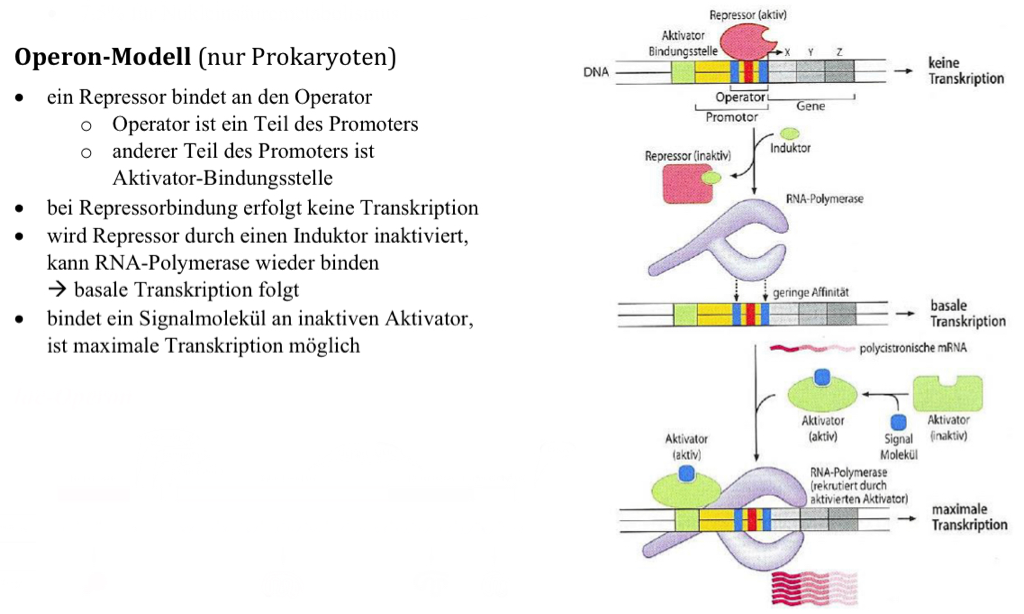 Operon-Modell (nur Prokaryoten)
• ein Repressor bindet an den Operator
o Operator ist ein Teil des Promoters
o anderer Teil des Promoters ist
Aktivator-Bindungsstelle
• bei Repressorbindung erfolgt keine Transkription
• wird Repressor durch einen Induktor inaktiviert,
kann RNA-Polymerase wieder binden
→ basale Transkription folgt
• bindet ein Signalmolekül an inaktiven Aktivator,
ist maximale Transkription möglich
Repressor (aktiv)
Aktivator
Bindungsstelle
X Y Z
DNA
keine
Transkription
Operator
Gene
Promotor
Induktor
Repressor (inaktiv)
RNA-Polymerase
geringe Affinität
basale
Transkription
polycistronische mRNA
Aktivator
(aktiv)
Signal
Molekül
Aktivator
(inaktiv)
Aktivator
(aktiv)
RNA-Polymerase
(rekrutiert durch
aktivierten Aktivator)
maximale
Transkription